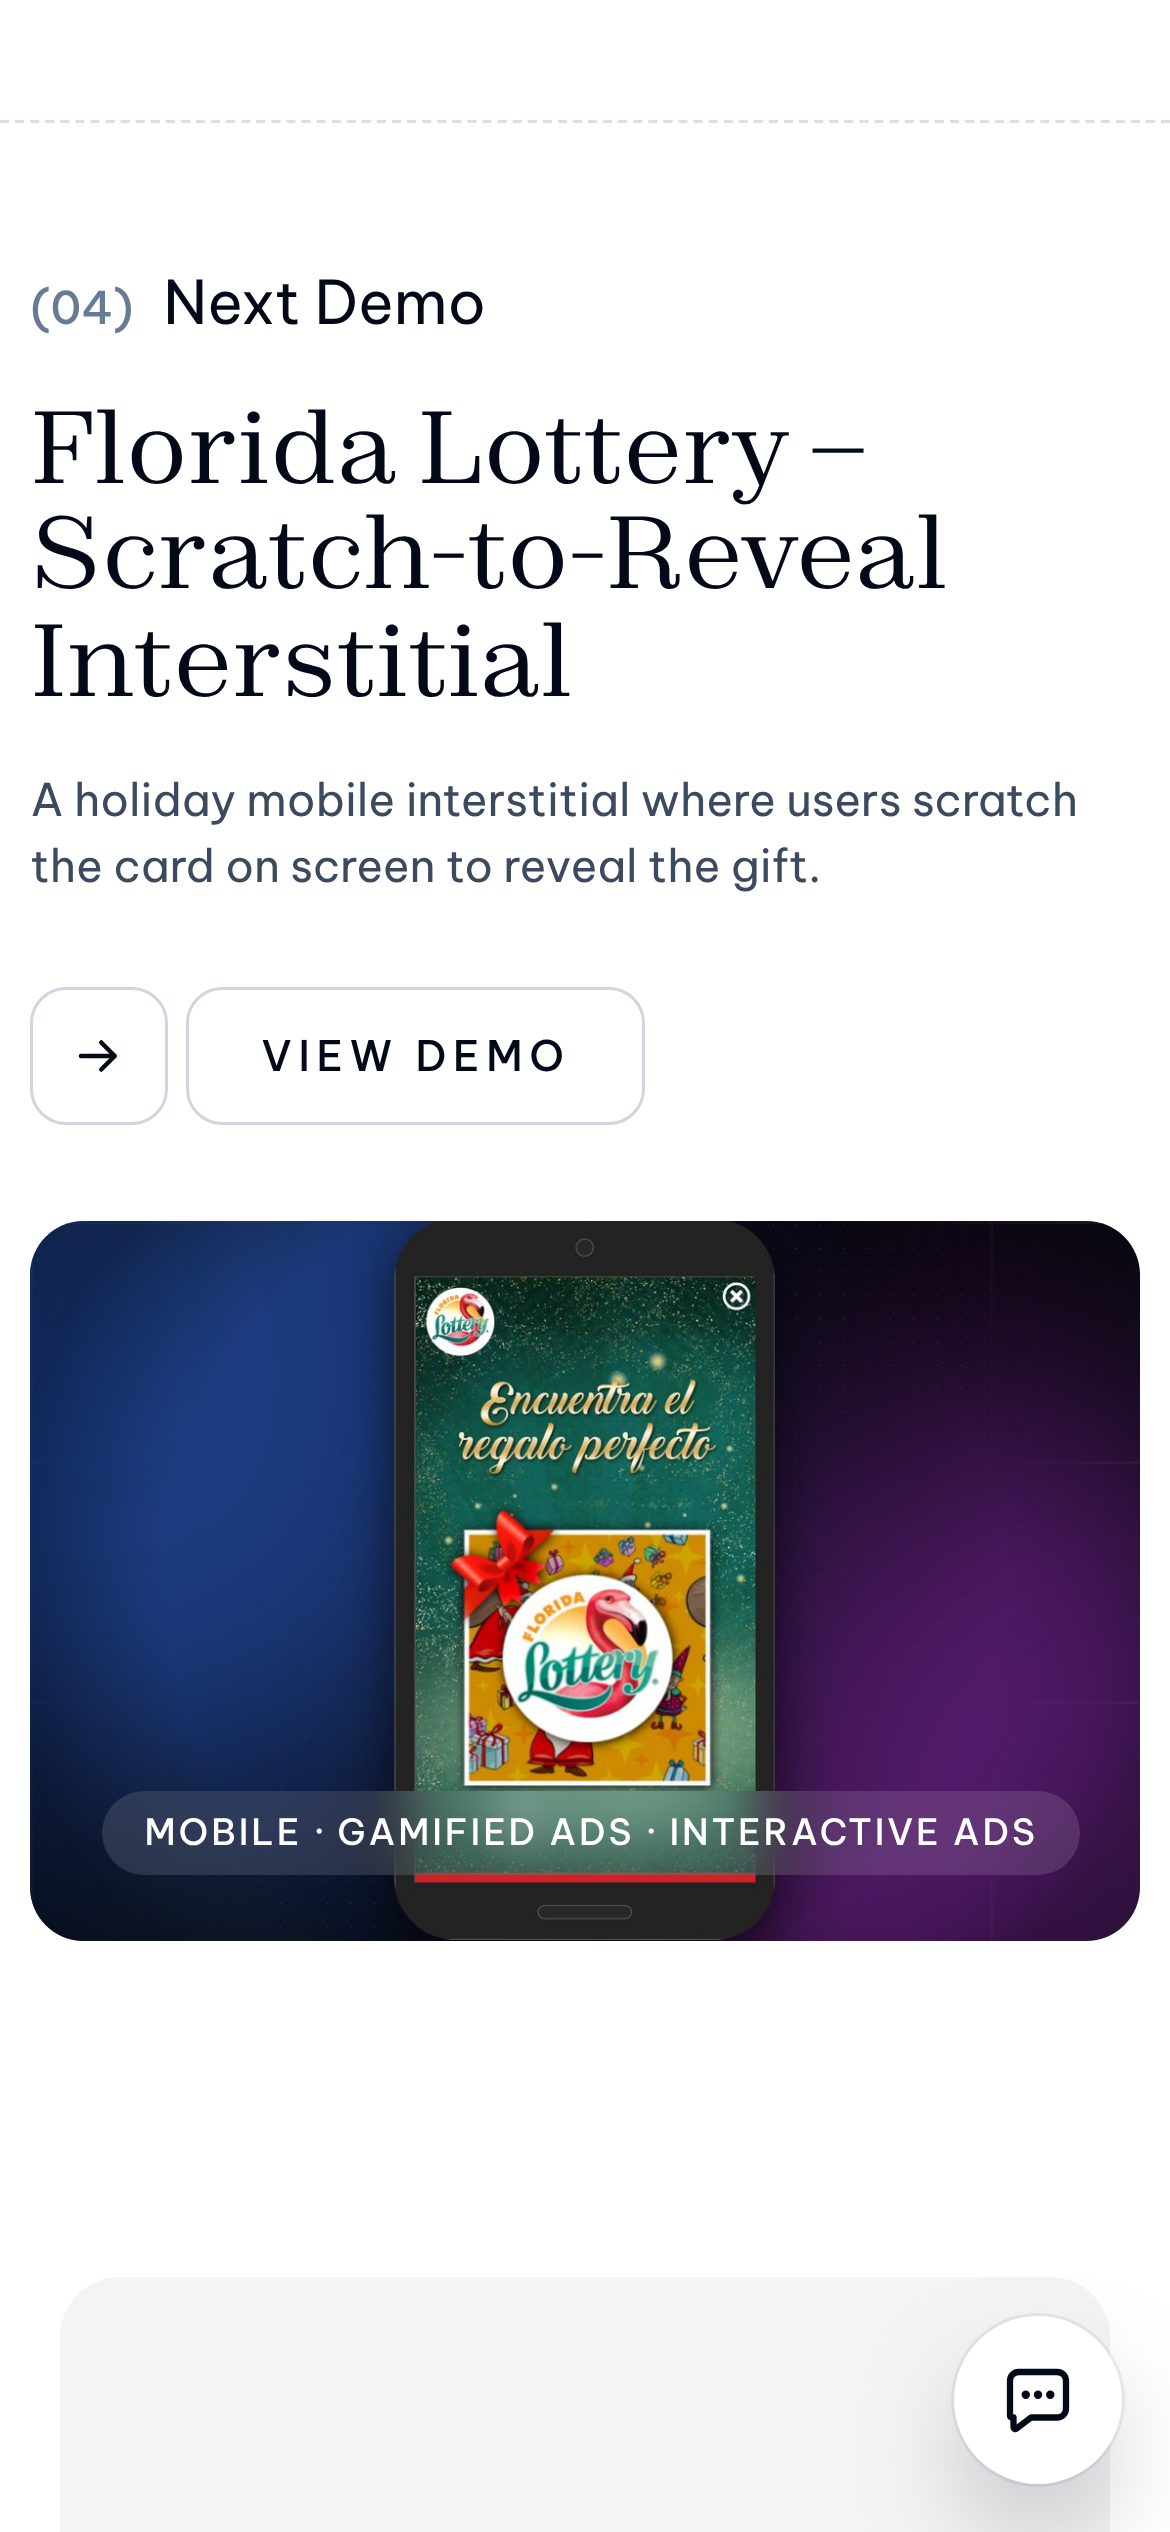 (04) Next Demo
Florida Lottery –
Scratch-to-Reveal
Interstitial
A holiday mobile interstitial where users scratch
the card on screen to reveal the gift.
VIEW DEMO
FLORIDA
Lottery
Encuentra el
regalo perfecto
FLORIDA
Lottery
MOBILE · GAMIFIED ADS · INTERACTIVE ADS